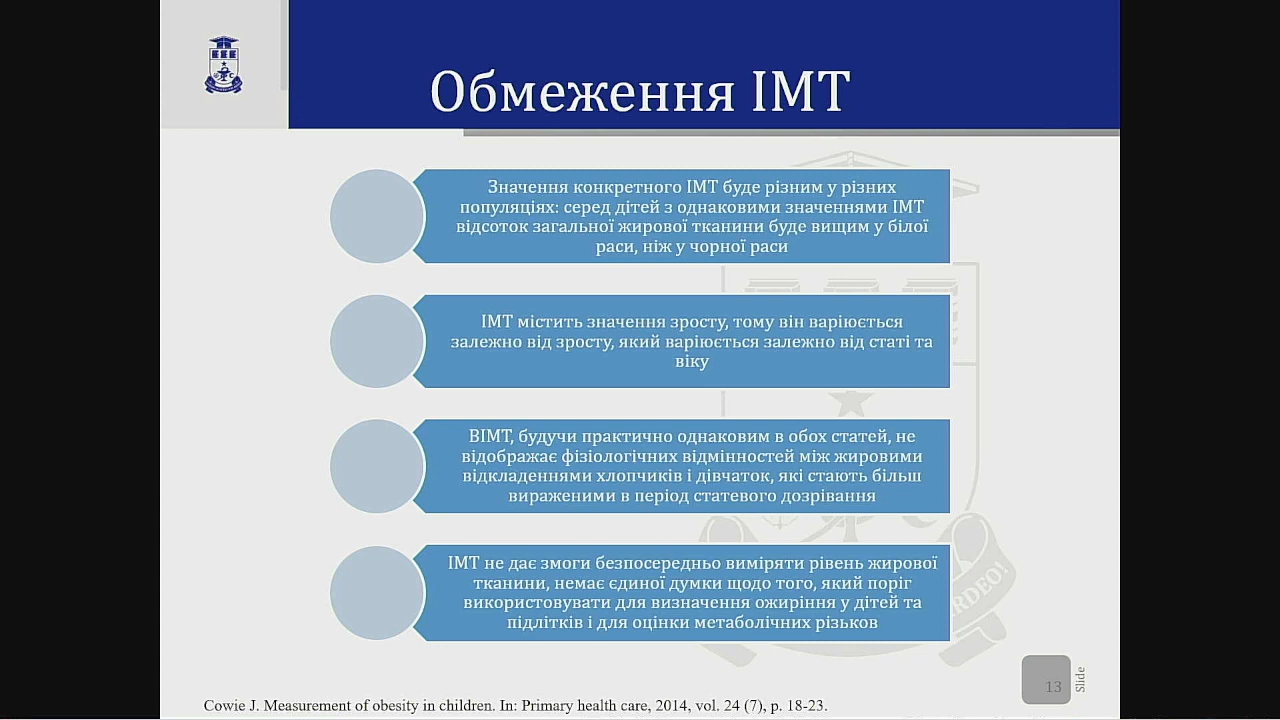 Обмеження ІМТ
Значення конкретного ІМТ буде різним у різних
популяціях: серед дітей з однаковими значеннями ІМТ
відсоток загальної жирової тканини буде вищим у білої
раси, ніж у чорної раси
ІМТ містить значення зросту, тому він варіюється
залежно від зросту, який варіюється залежно від статі та
віку
ВІМТ, будучи практично однаковим в обох статей, не
відображає фізіологічних відмінностей між жировими
відкладеннями хлопчиків і дівчаток, які стають більш
вираженими в період статевого дозрівання
ІМТ не дає змоги безпосередньо виміряти рівень жирової
тканини, немає єдиної думки щодо того, який поріг
використовувати для визначення ожиріння у дітей та
підлітків і для оцінки метаболічних різьков
RDEO!
13
Slide
Cowie J. Measurement of obesity in children. In: Primary health care, 2014, vol. 24 (7), p. 18-23.